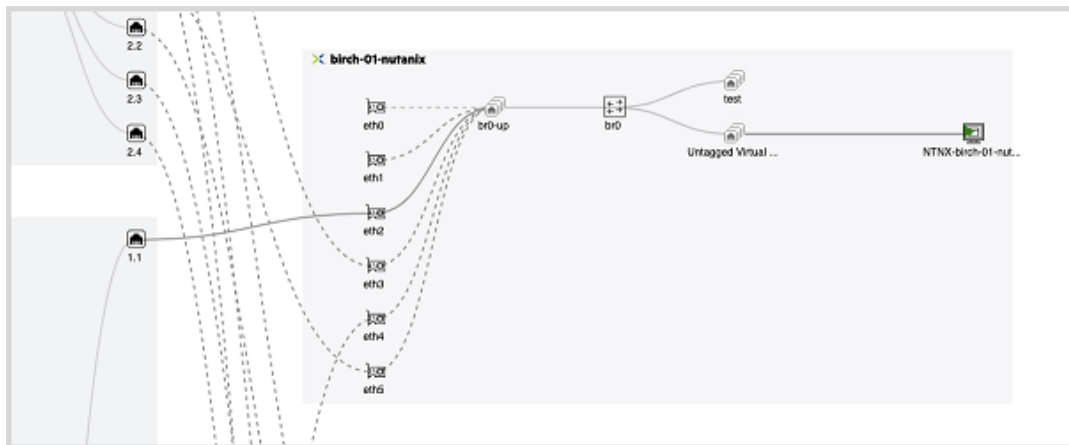 2.2
2.3
2.4
1.1
birch-01-nutanix
eth0
eth1
eth2
eth3
eth4
eth5
br0-up
br0
test
Untagged Virtual ...
NTNX-birch-01-nut...